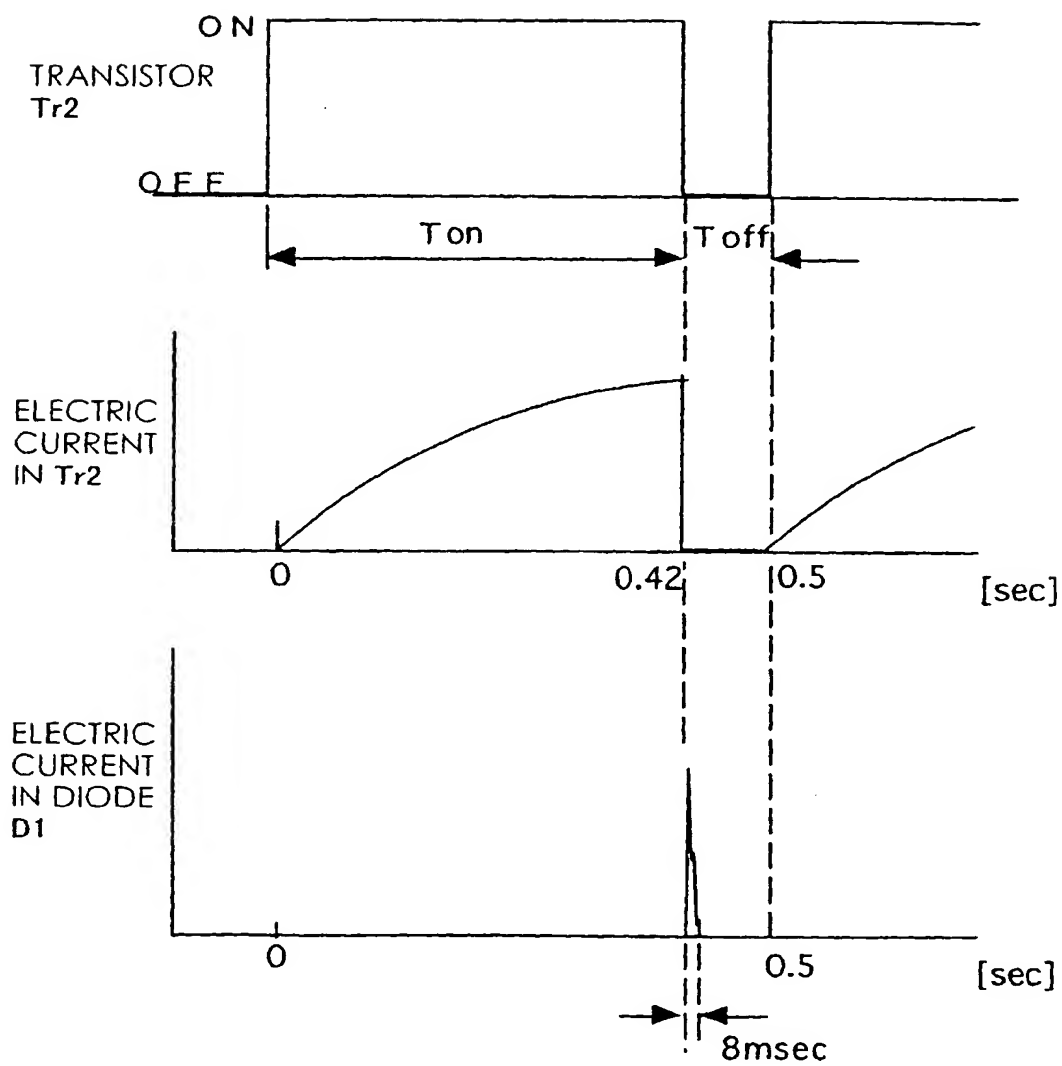 ON
TRANSISTOR
Tr2
OFF
Ton
Toff
ELECTRIC
CURRENT
IN Tr2
0
0.42
0.5
[sec]
ELECTRIC
CURRENT
IN DIODE
D1
0
0.5
[sec]
8msec